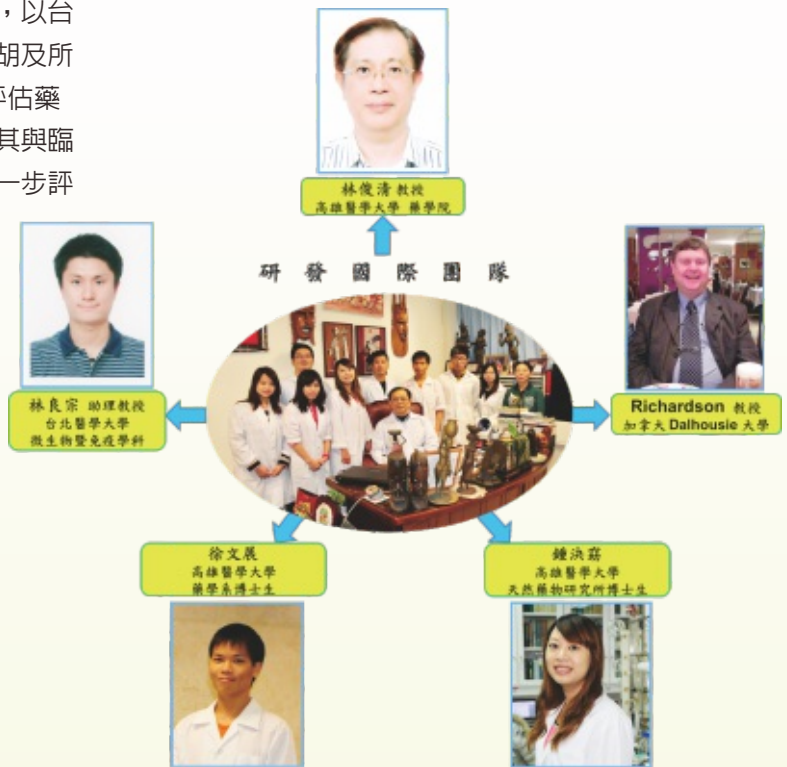 ，以台
胡及所
評估藥
其與臨
一步評
林俊清 教授
高雄醫學大學 藥學院
研發國際團隊
林良宗 助理教授
台北醫學大學
微生物暨免疫學科
Richardson 教授
加拿大 Dalhousie 大學
徐文展
高雄醫學大學
藥學系博士生
鍾浃蕣
高雄醫學大學
天然藥物研究所博士生